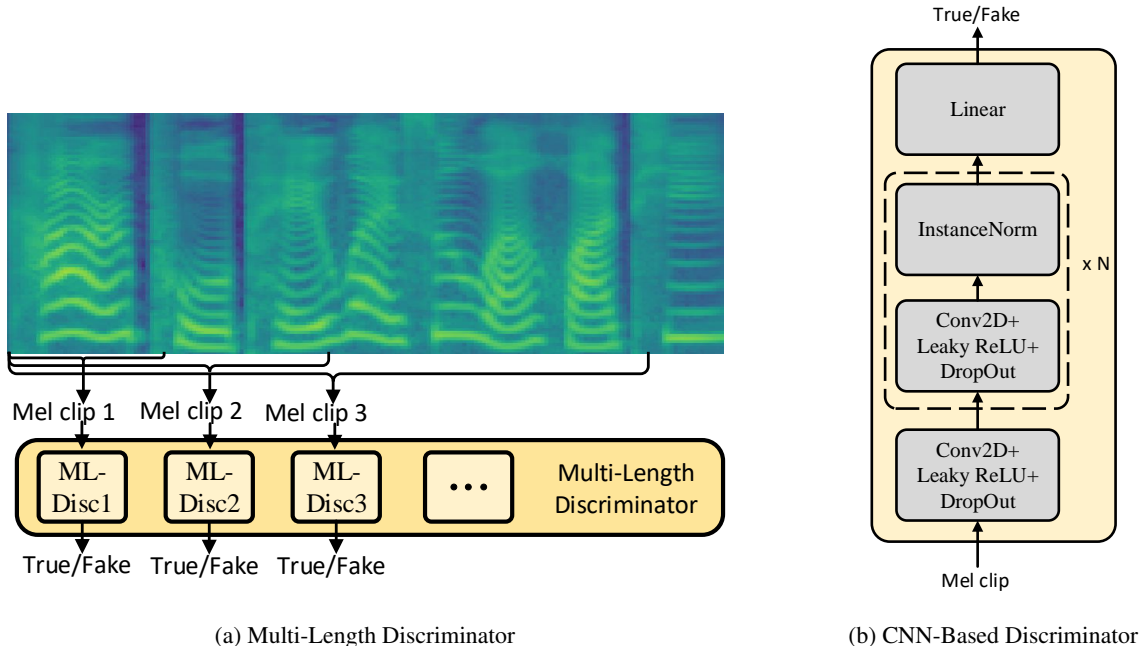 Mel clip 1
Mel clip 2
Mel clip 3
ML-
Disc1
ML-
Disc2
ML-
Disc3
...
Multi-Length
Discriminator
True/Fake
True/Fake
True/Fake
(a) Multi-Length Discriminator
True/Fake
Linear
InstanceNorm
x N
Conv2D+
Leaky ReLU+
DropOut
Conv2D+
Leaky ReLU+
DropOut
Mel clip
(b) CNN-Based Discriminator